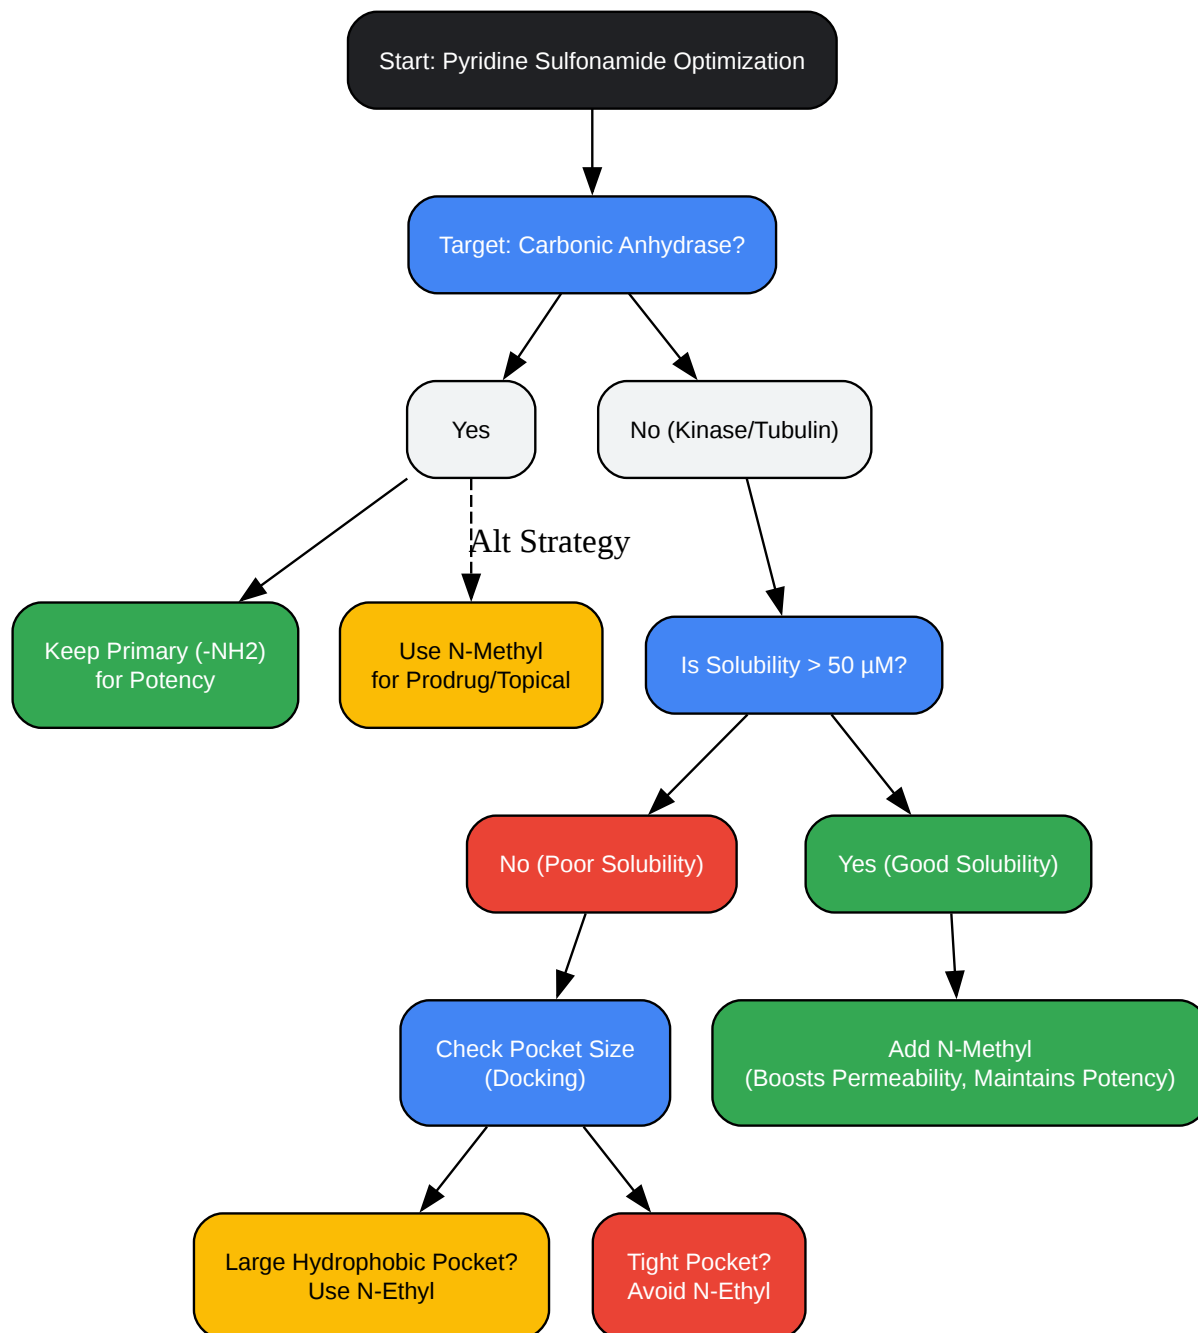 Start: Pyridine Sulfonamide Optimization
Target: Carbonic Anhydrase?
Yes
No (Kinase/Tubulin)
Alt Strategy
Keep Primary (-NH2)
for Potency
Use N-Methyl
for Prodrug/Topical
Is Solubility > 50 µM?
No (Poor Solubility)
Yes (Good Solubility)
Check Pocket Size
(Docking)
Add N-Methyl
(Boosts Permeability, Maintains Potency)
Large Hydrophobic Pocket?
Use N-Ethyl
Tight Pocket?
Avoid N-Ethyl